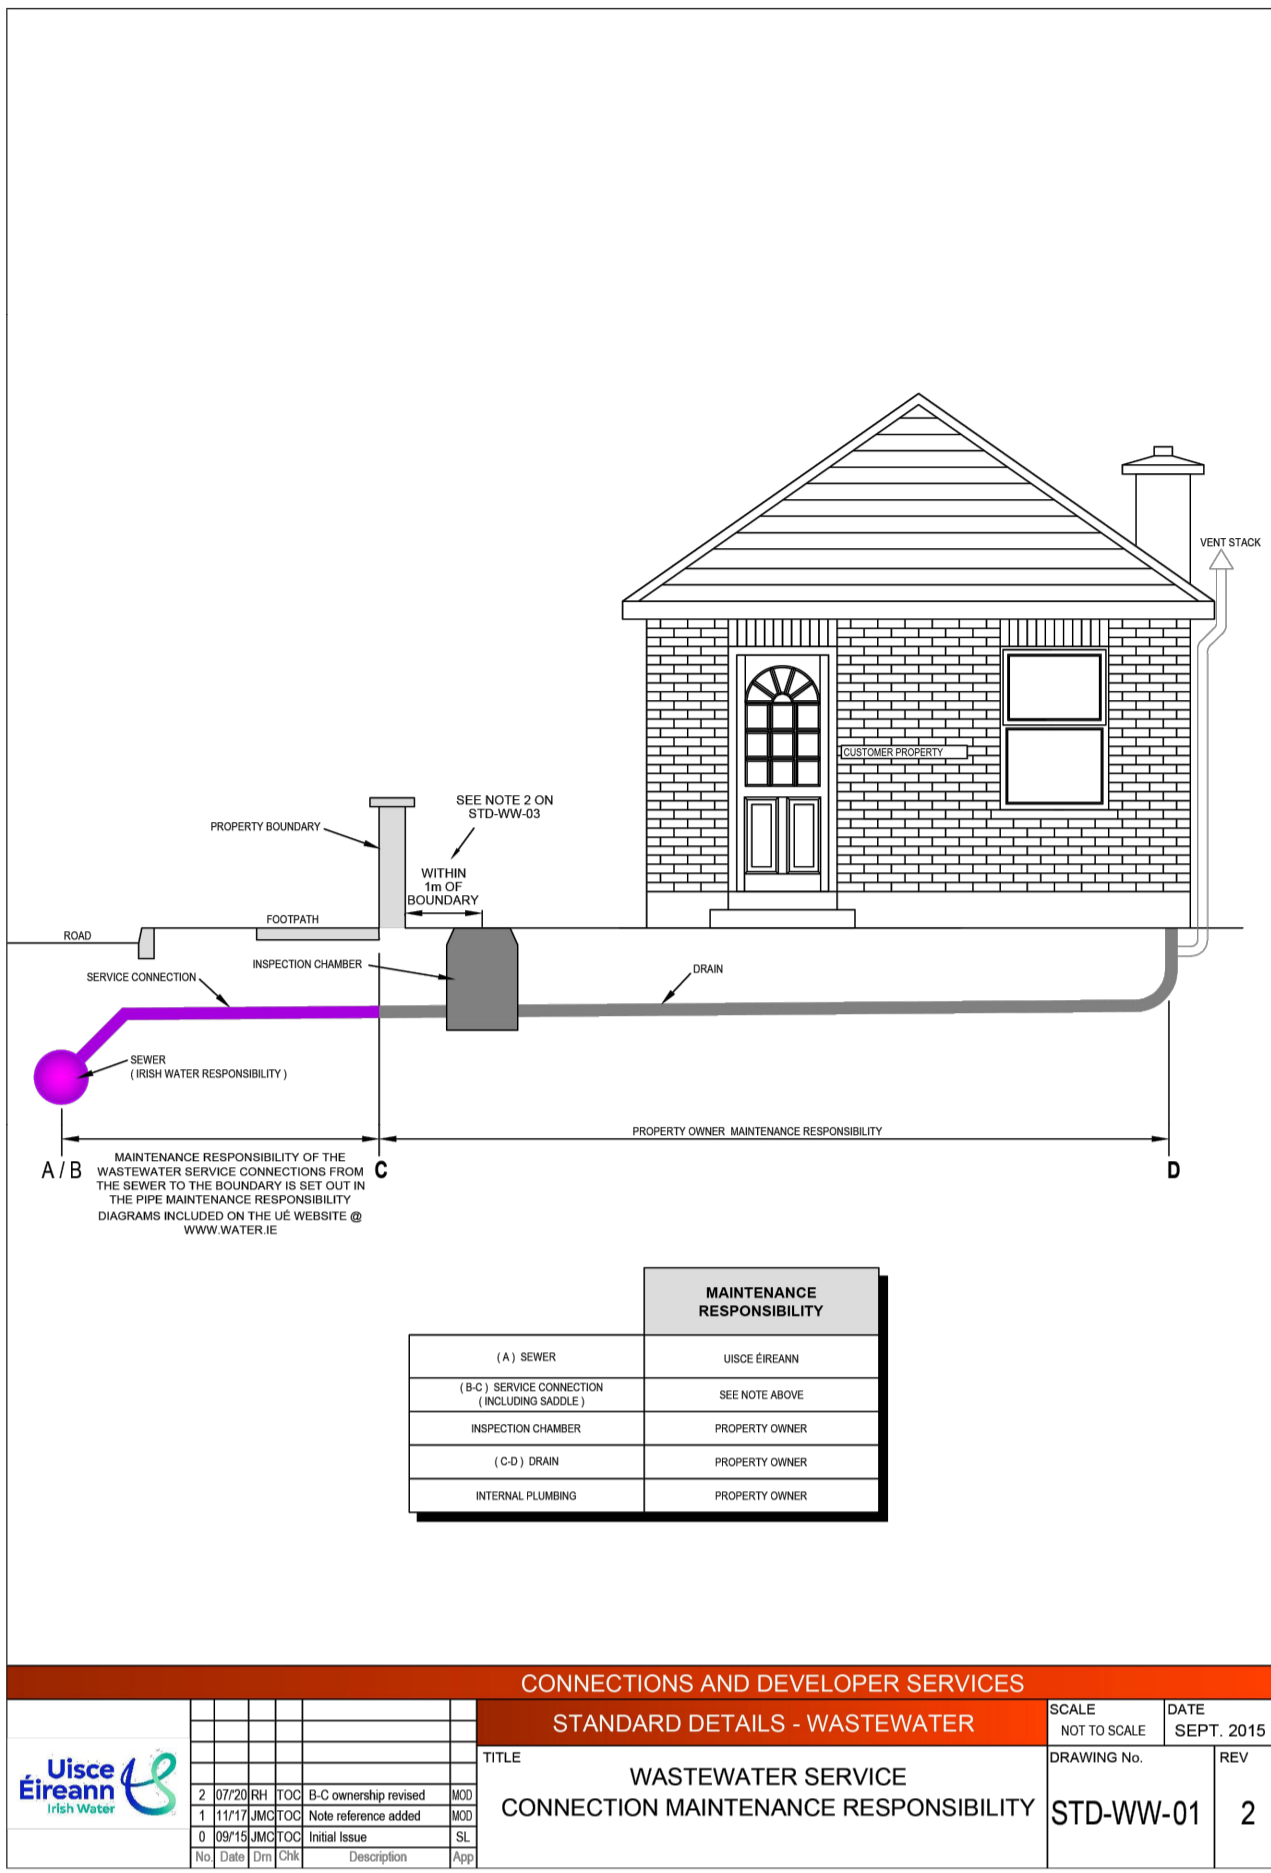 VENT STACK
CUSTOMER PROPERTY
SEE NOTE 2 ON
STD-WW-03
PROPERTY BOUNDARY
WITHIN
1m OF
BOUNDARY
FOOTPATH
ROAD
INSPECTION CHAMBER
SERVICE CONNECTION
DRAIN
SEWER
( IRISH WATER RESPONSIBILITY )
PROPERTY OWNER MAINTENANCE RESPONSIBILITY
A / B
C
D
MAINTENANCE RESPONSIBILITY OF THE
WASTEWATER SERVICE CONNECTIONS FROM
THE SEWER TO THE BOUNDARY IS SET OUT IN
THE PIPE MAINTENANCE RESPONSIBILITY
DIAGRAMS INCLUDED ON THE UÉ WEBSITE @
WWW.WATER.IE
MAINTENANCE
RESPONSIBILITY
( A ) SEWER UISCE ÉIREANN
( B-C ) SERVICE CONNECTION
( INCLUDING SADDLE ) SEE NOTE ABOVE
INSPECTION CHAMBER PROPERTY OWNER
( C-D ) DRAIN PROPERTY OWNER
INTERNAL PLUMBING PROPERTY OWNER
CONNECTIONS AND DEVELOPER SERVICES
STANDARD DETAILS - WASTEWATER
SCALE
NOT TO SCALE
DATE
SEPT. 2015
Uisce
Éireann
Irish Water
2 07/'20 RH TOC B-C ownership revised MOD
1 11/'17 JMC TOC Note reference added MOD
0 09/'15 JMC TOC Initial Issue SL
No. Date Drn Chk Description App
TITLE
WASTEWATER SERVICE
CONNECTION MAINTENANCE RESPONSIBILITY
DRAWING No.
STD-WW-01
REV
2